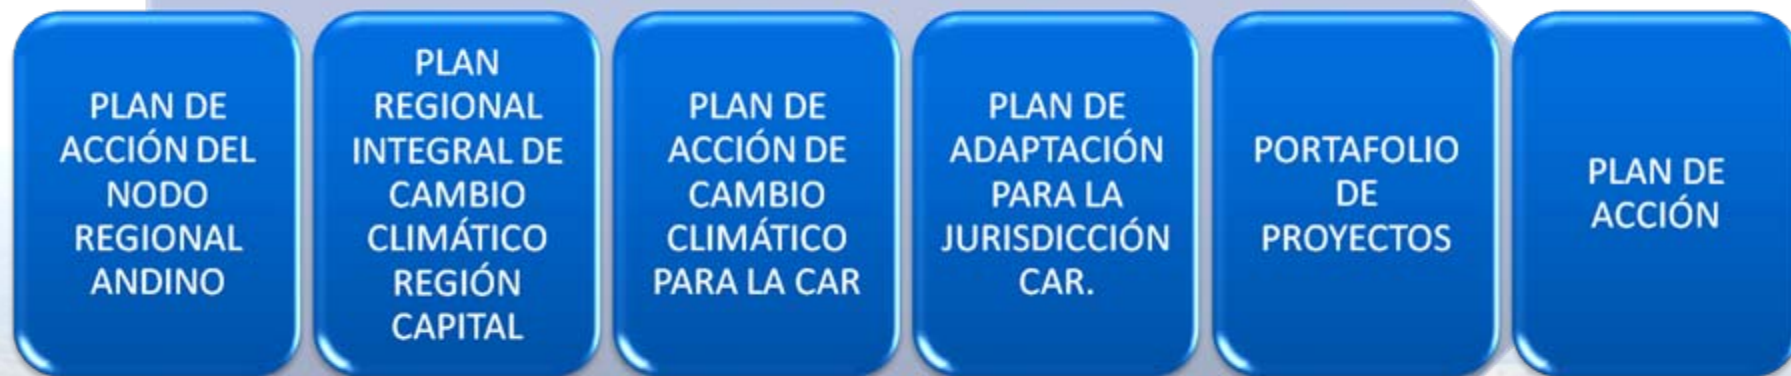 PLAN DE
ACCIÓN DEL
NODO
REGIONAL
ANDINO
PLAN
REGIONAL
INTEGRAL DE
CAMBIO
CLIMÁTICO
REGIÓN
CAPITAL
PLAN DE
ACCIÓN DE
CAMBIO
CLIMÁTICO
PARA LA CAR
PLAN DE
ADAPTACIÓN
PARA LA
JURISDICCIÓN
CAR.
PORTAFOLIO
DE
PROYECTOS
PLAN DE
ACCIÓN